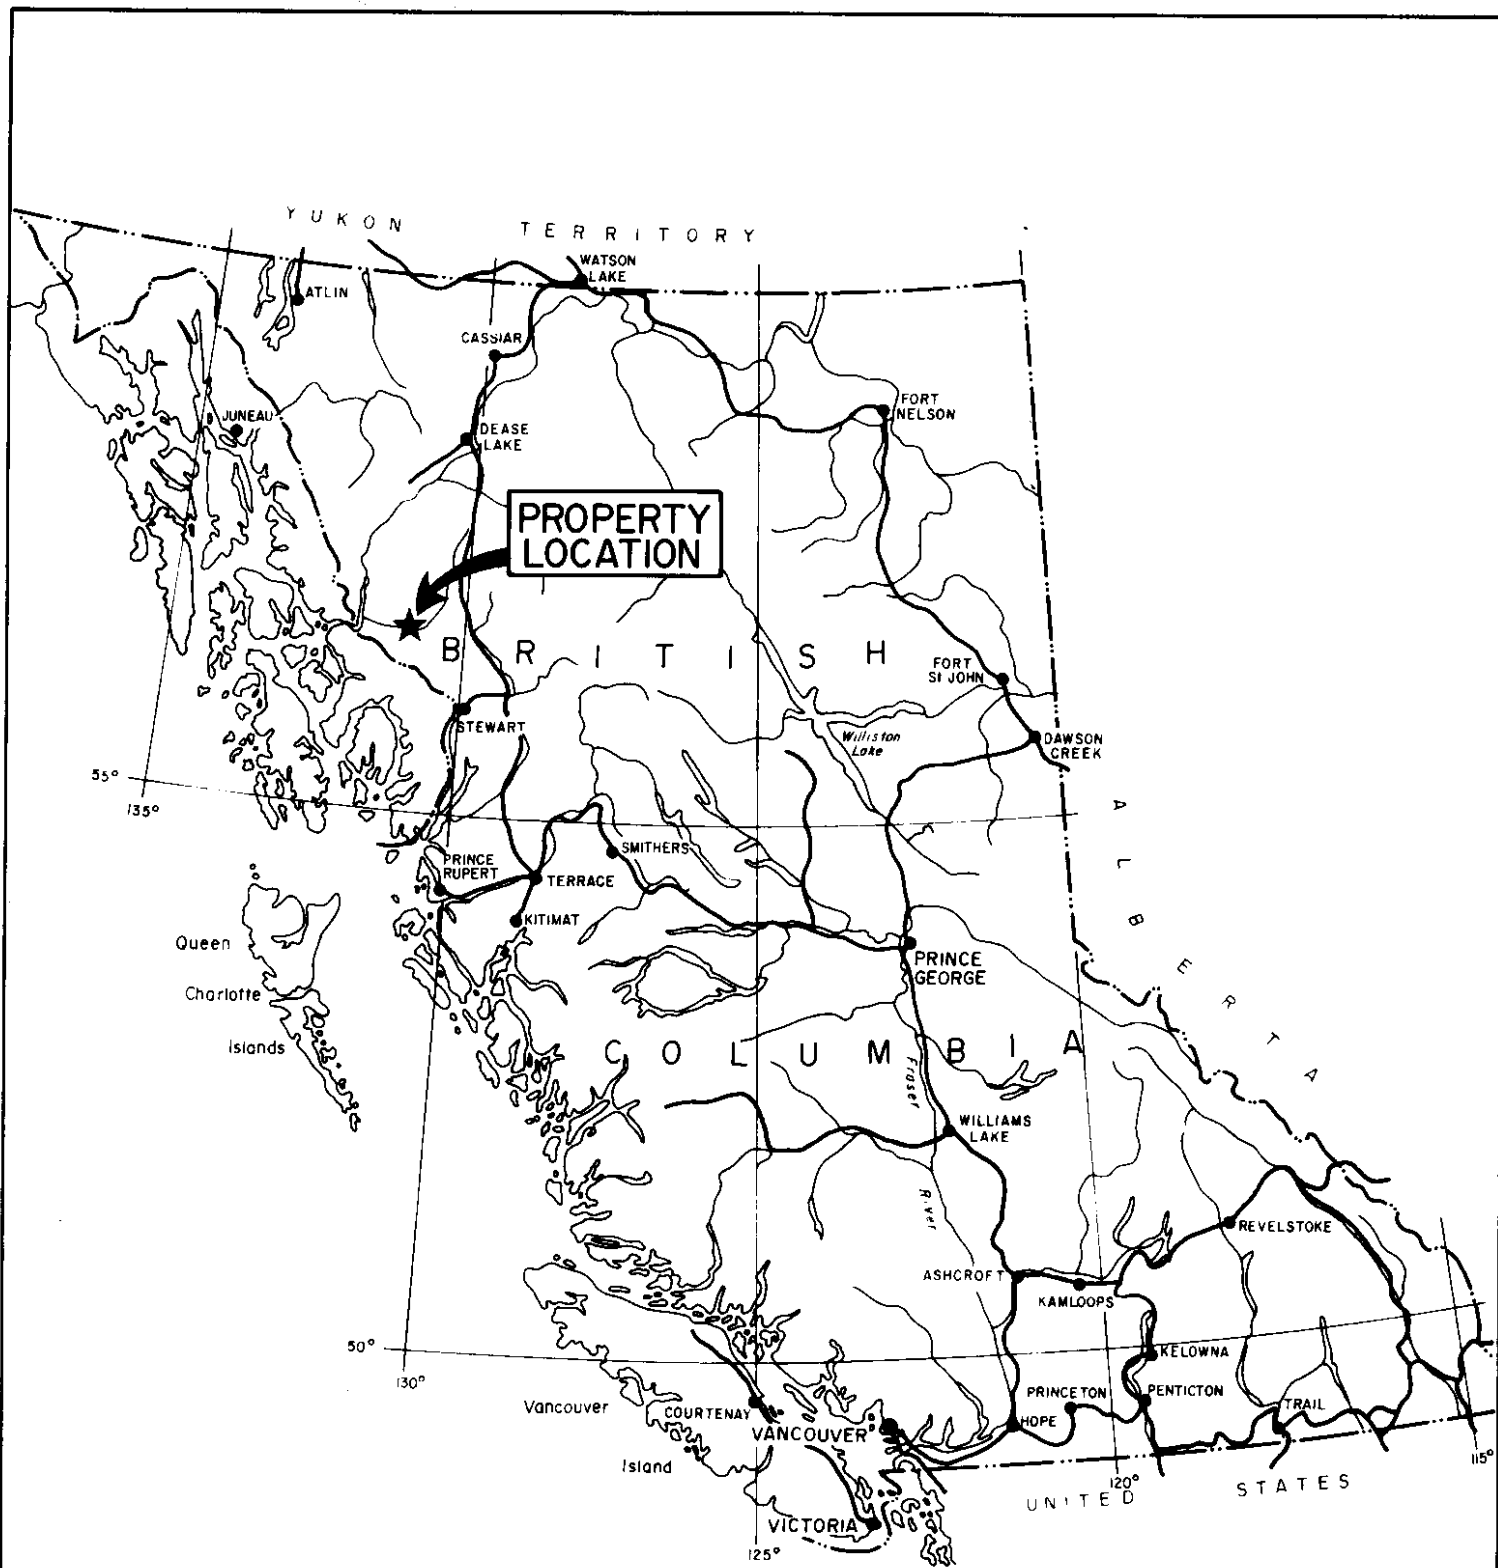 YUKON TERRITORY
WATSON
LAKE
ATLIN
CASSIAR
FORT
NELSON
JUNEAU
DEASE
LAKE
PROPERTY
LOCATION
BRITISH
FORT
St JOHN
STEWART
Williston
Lake
DAWSON
CREEK
55°
135°
ALBERTA
SMITHERS
PRINCE
RUPERT
TERRACE
KITIMAT
Queen
Charlotte
Islands
PRINCE
GEORGE
COLUMBIA
Fraser
River
WILLIAMS
LAKE
REVELSTOKE
ASHCROFT
KAMLOOPS
50°
130°
KELOWNA
Vancouver
Island
COURTENAY
PRINCETON
PENTICTON
TRAIL
HOPE
VANCOUVER
115°
120°
UNITED STATES
VICTORIA
125°